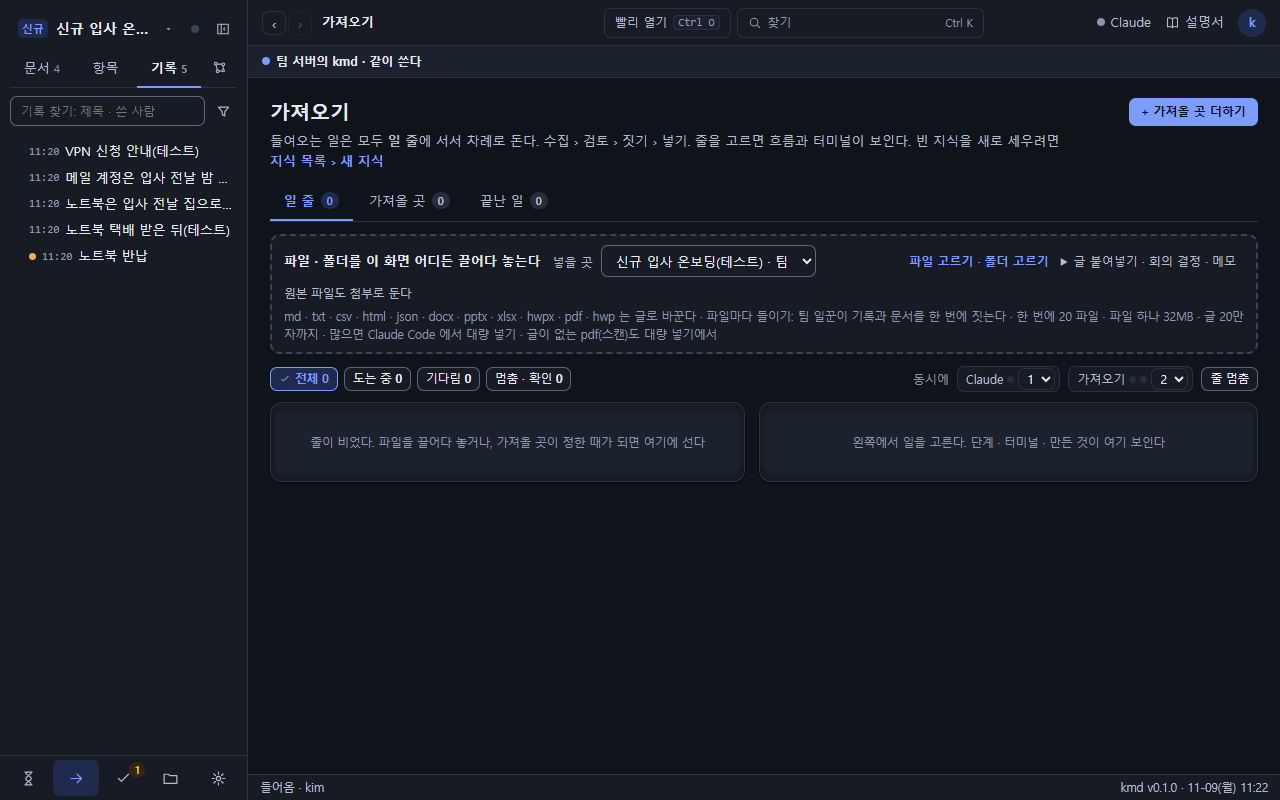 신규 신규 입사 온...
문서 4 항목 기록 5
기록 찾기: 제목 · 쓴 사람
11:20 VPN 신청 안내(테스트)
11:20 메일 계정은 입사 전날 밤 ...
11:20 노트북은 입사 전날 집으로...
11:20 노트북 택배 받은 뒤(테스트)
11:20 노트북 반납
1
‹ › 가져오기 빨리 열기 Ctrl O 찾기 Ctrl K Claude 설명서 k
팀 서버의 kmd · 같이 쓴다
가져오기
+ 가져올 곳 더하기
들여오는 일은 모두 일 줄에 서서 차례로 돈다. 수집 › 검토 › 짓기 › 넣기. 줄을 고르면 흐름과 터미널이 보인다. 빈 지식을 새로 세우려면
지식 목록 › 새 지식
일 줄 0 가져올 곳 0 끝난 일 0
파일 · 폴더를 이 화면 어디든 끌어다 놓는다 넣을 곳 신규 입사 온보딩(테스트) · 팀 파일 고르기 · 폴더 고르기 ▶ 글 붙여넣기 · 회의 결정 · 메모
원본 파일도 첨부로 둔다
md · txt · csv · html · json · docx · pptx · xlsx · hwpx · pdf · hwp 는 글로 바꾼다 · 파일마다 들이기: 팀 일꾼이 기록과 문서를 한 번에 짓는다 · 한 번에 20 파일 · 파일 하나 32MB · 글 20만
자까지 · 많으면 Claude Code 에서 대량 넣기 · 글이 없는 pdf(스캔)도 대량 넣기에서
✓ 전체 0 도는 중 0 기다림 0 멈춤 · 확인 0 동시에 Claude 1 가져오기 2 줄 멈춤
줄이 비었다. 파일을 끌어다 놓거나, 가져올 곳이 정한 때가 되면 여기에 선다
왼쪽에서 일을 고른다. 단계 · 터미널 · 만든 것이 여기 보인다
들어옴 · kim
kmd v0.1.0 · 11-09(월) 11:22